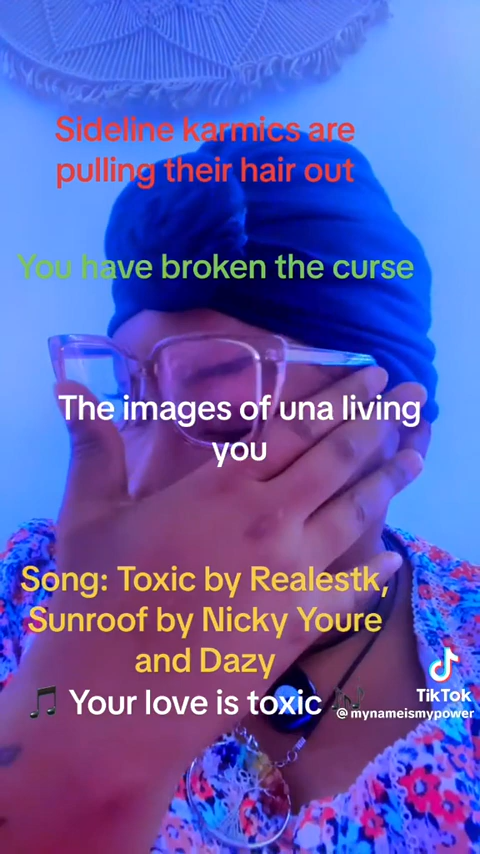 Sideline karmics are
pulling their hair out
You have broken the curse
The images of una living
you
Song: Toxic by Realestk,
Sunroof by Nicky Youre
and Dazy
🎵 Your love is toxic 🎶
TikTok
@mynameismypower